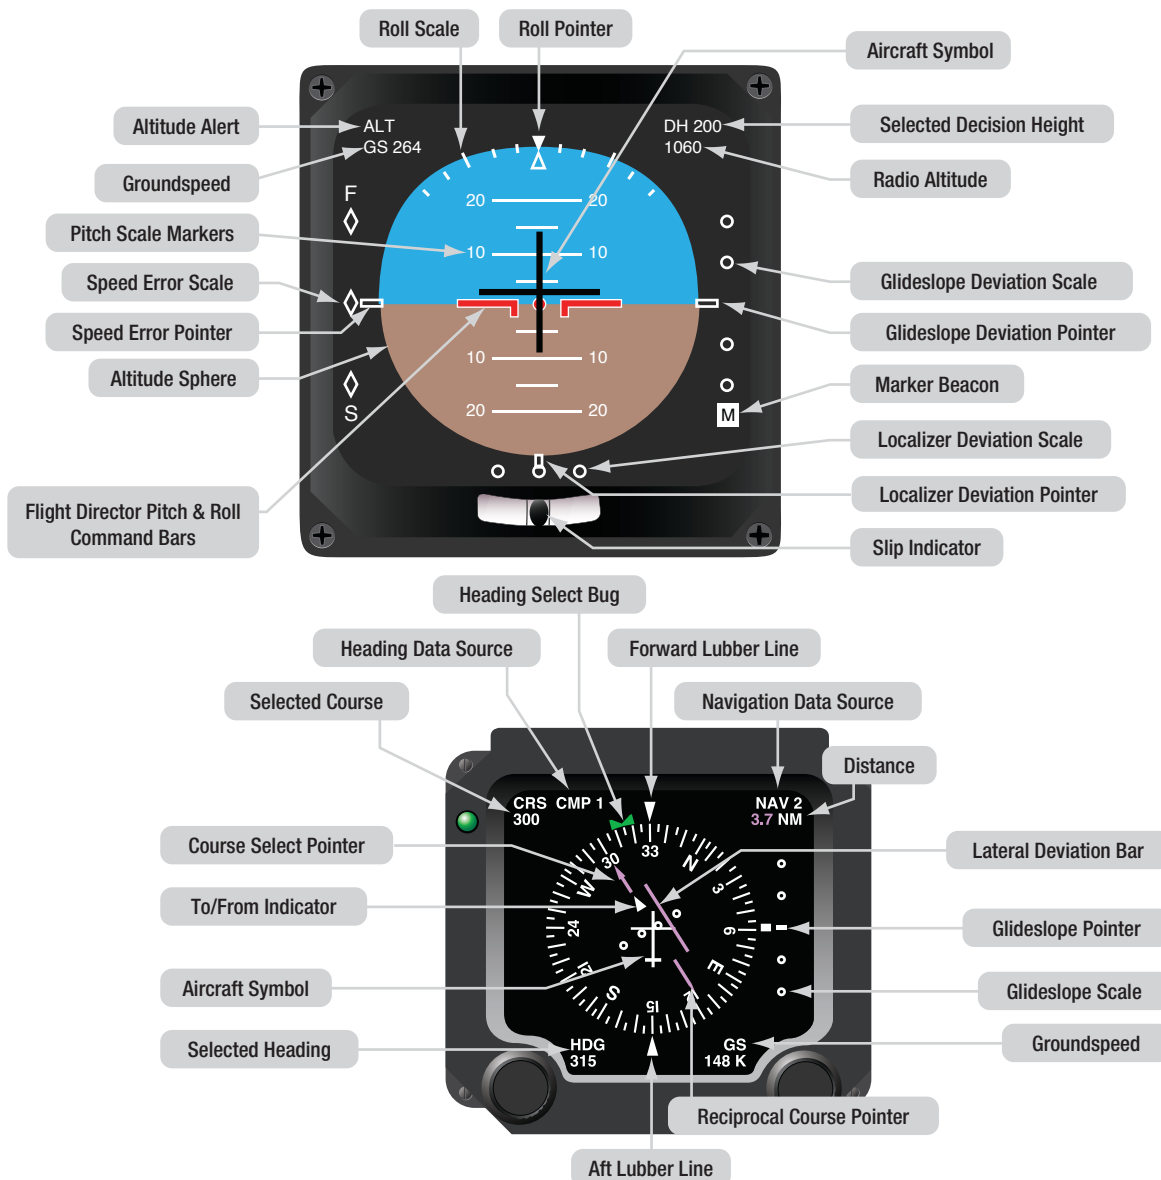 Roll Scale
Roll Pointer
Aircraft Symbol
Altitude Alert
ALT
DH 200
Selected Decision Height
GS 264
1060
Groundspeed
Radio Altitude
F
20
20
Pitch Scale Markers
10
10
Speed Error Scale
Glideslope Deviation Scale
Speed Error Pointer
Glideslope Deviation Pointer
Altitude Sphere
10
10
Marker Beacon
S
20
20
M
Localizer Deviation Scale
Flight Director Pitch & Roll
Command Bars
Localizer Deviation Pointer
Slip Indicator
Heading Select Bug
Heading Data Source
Forward Lubber Line
Selected Course
Navigation Data Source
Distance
CRS CMP 1
300
NAV 2
3.7 NM
Course Select Pointer
30
33
N
Lateral Deviation Bar
W
3
To/From Indicator
24
6
Glideslope Pointer
21
E
Aircraft Symbol
S
15
Glideslope Scale
Selected Heading
HDG
315
GS
148 K
Groundspeed
Reciprocal Course Pointer
Aft Lubber Line